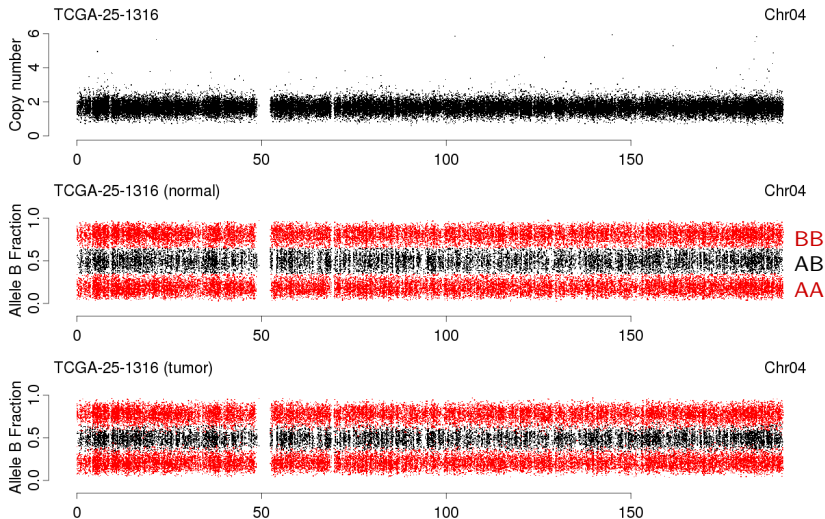 TCGA-25-1316 Chr04
Copy number
6
4
2
0
0 50 100 150
TCGA-25-1316 (normal) Chr04
Allele B Fraction
1.0
0.5
0.0
BB
AB
AA
0 50 100 150
TCGA-25-1316 (tumor) Chr04
Allele B Fraction
1.0
0.5
0.0
0 50 100 150